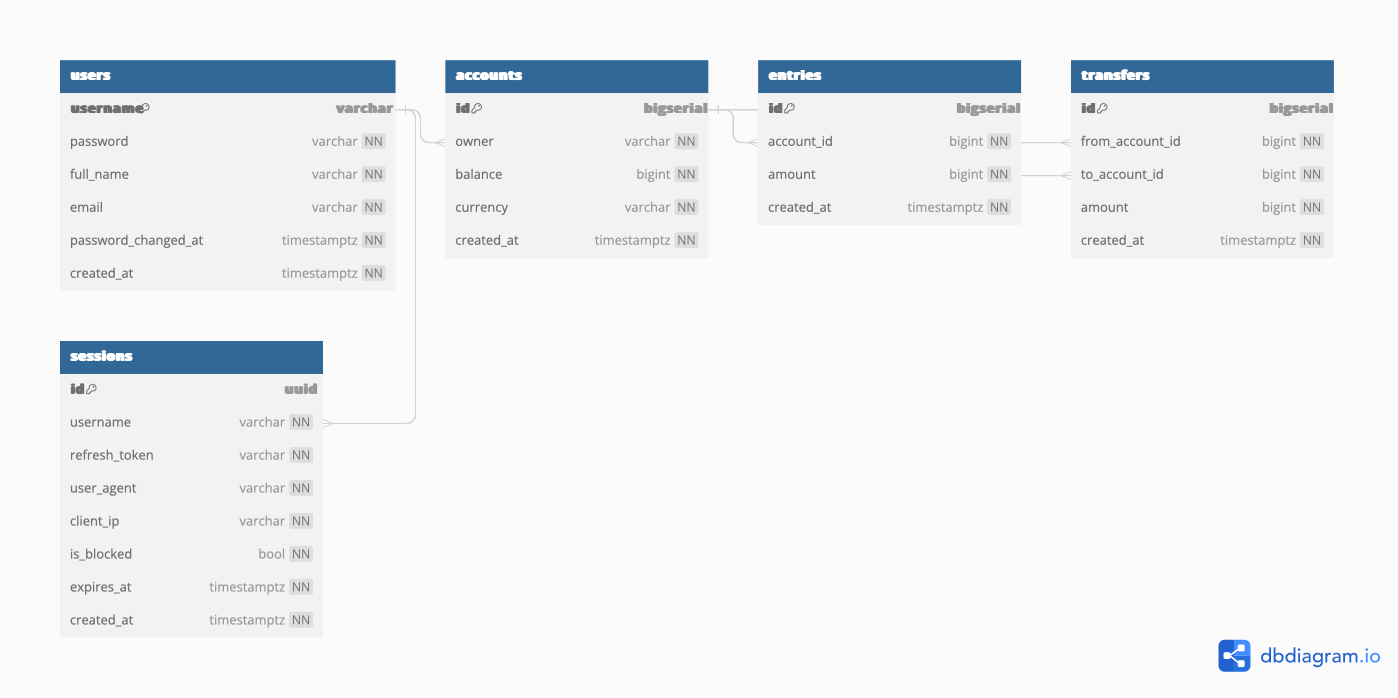 users
username varchar
password varchar NN
full_name varchar NN
email varchar NN
password_changed_at timestamptz NN
created_at timestamptz NN
accounts
id bigserial
owner varchar NN
balance bigint NN
currency varchar NN
created_at timestamptz NN
entries
id bigserial
account_id bigint NN
amount bigint NN
created_at timestamptz NN
transfers
id bigserial
from_account_id bigint NN
to_account_id bigint NN
amount bigint NN
created_at timestamptz NN
sessions
id uuid
username varchar NN
refresh_token varchar NN
user_agent varchar NN
client_ip varchar NN
is_blocked bool NN
expires_at timestamptz NN
created_at timestamptz NN
dbdiagram.io